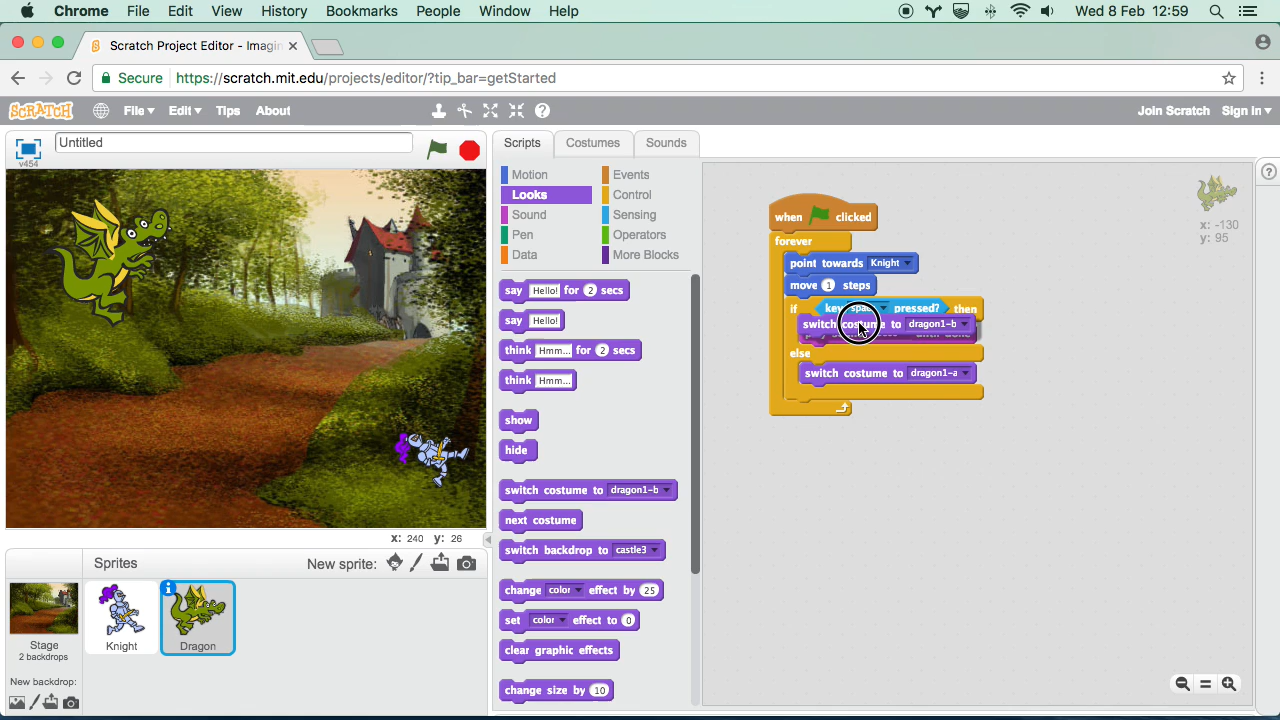 Chrome File Edit View History Bookmarks People Window Help Wed 8 Feb 12:59
Scratch Project Editor - Imagin
Secure https://scratch.mit.edu/projects/editor/?tip_bar=getStarted
SCRATCH File Edit Tips About Join Scratch Sign in
Untitled
v454
Scripts Costumes Sounds
Motion Events
Looks Control
Sound Sensing
Pen Operators
Data More Blocks
say Hello! for 2 secs
say Hello!
think Hmm... for 2 secs
think Hmm...
show
hide
switch costume to dragon1-b
next costume
switch backdrop to castle3
change color effect by 25
set color effect to 0
clear graphic effects
change size by 10
when clicked
forever
point towards Knight
move 1 steps
if key pressed? then
switch costume to dragon1-b
else
switch costume to dragon1-a
x: -130
y: 95
x: 240 y: 26
Sprites New sprite:
Stage
2 backdrops
New backdrop:
Knight
Dragon